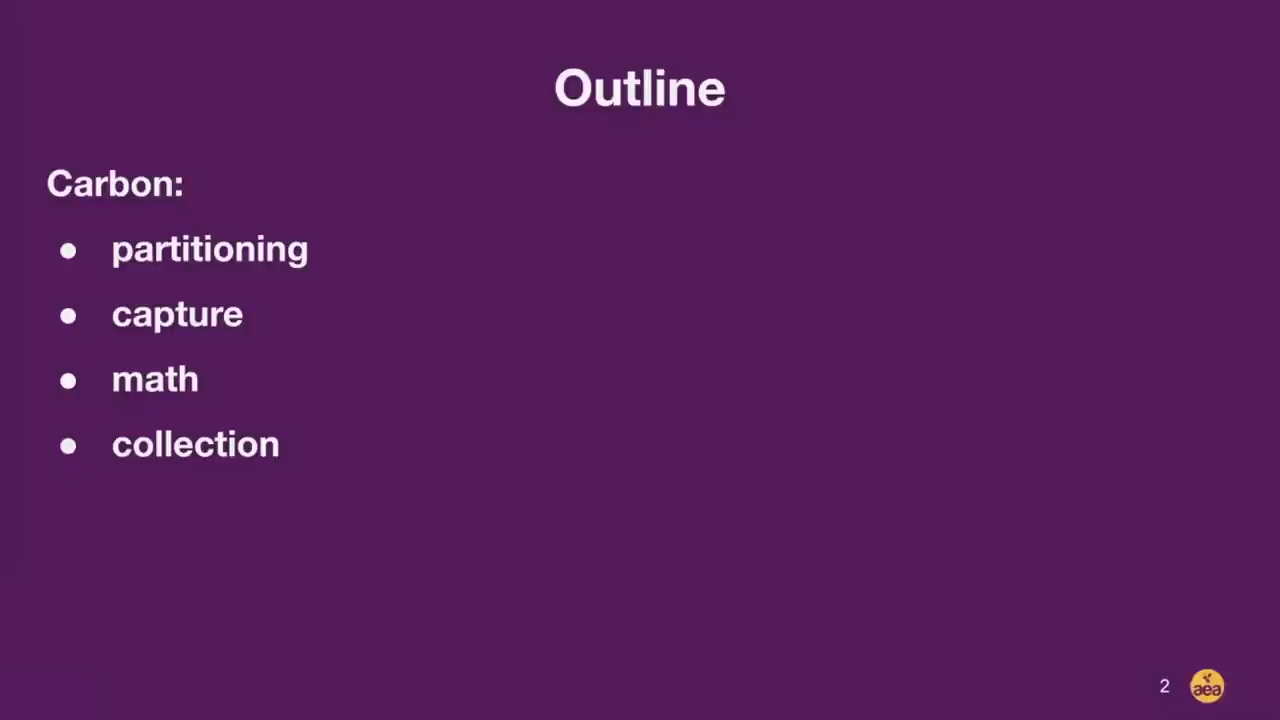 Outline
Carbon:
● partitioning
● capture
● math
● collection
2
aea